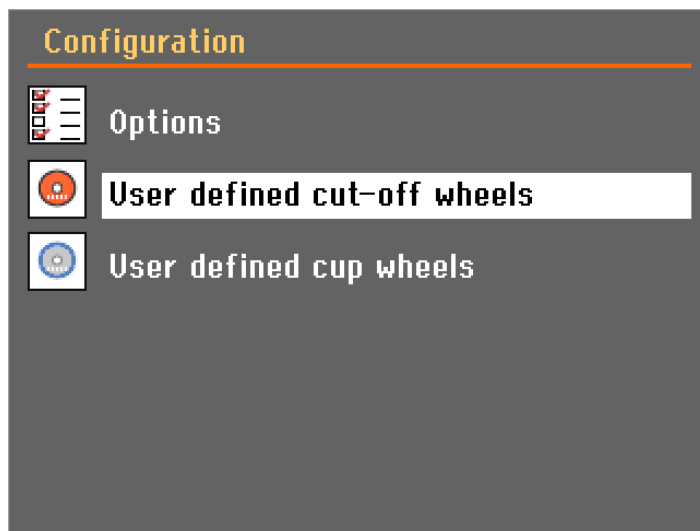 Configuration
Options
User defined cut-off wheels
User defined cup wheels